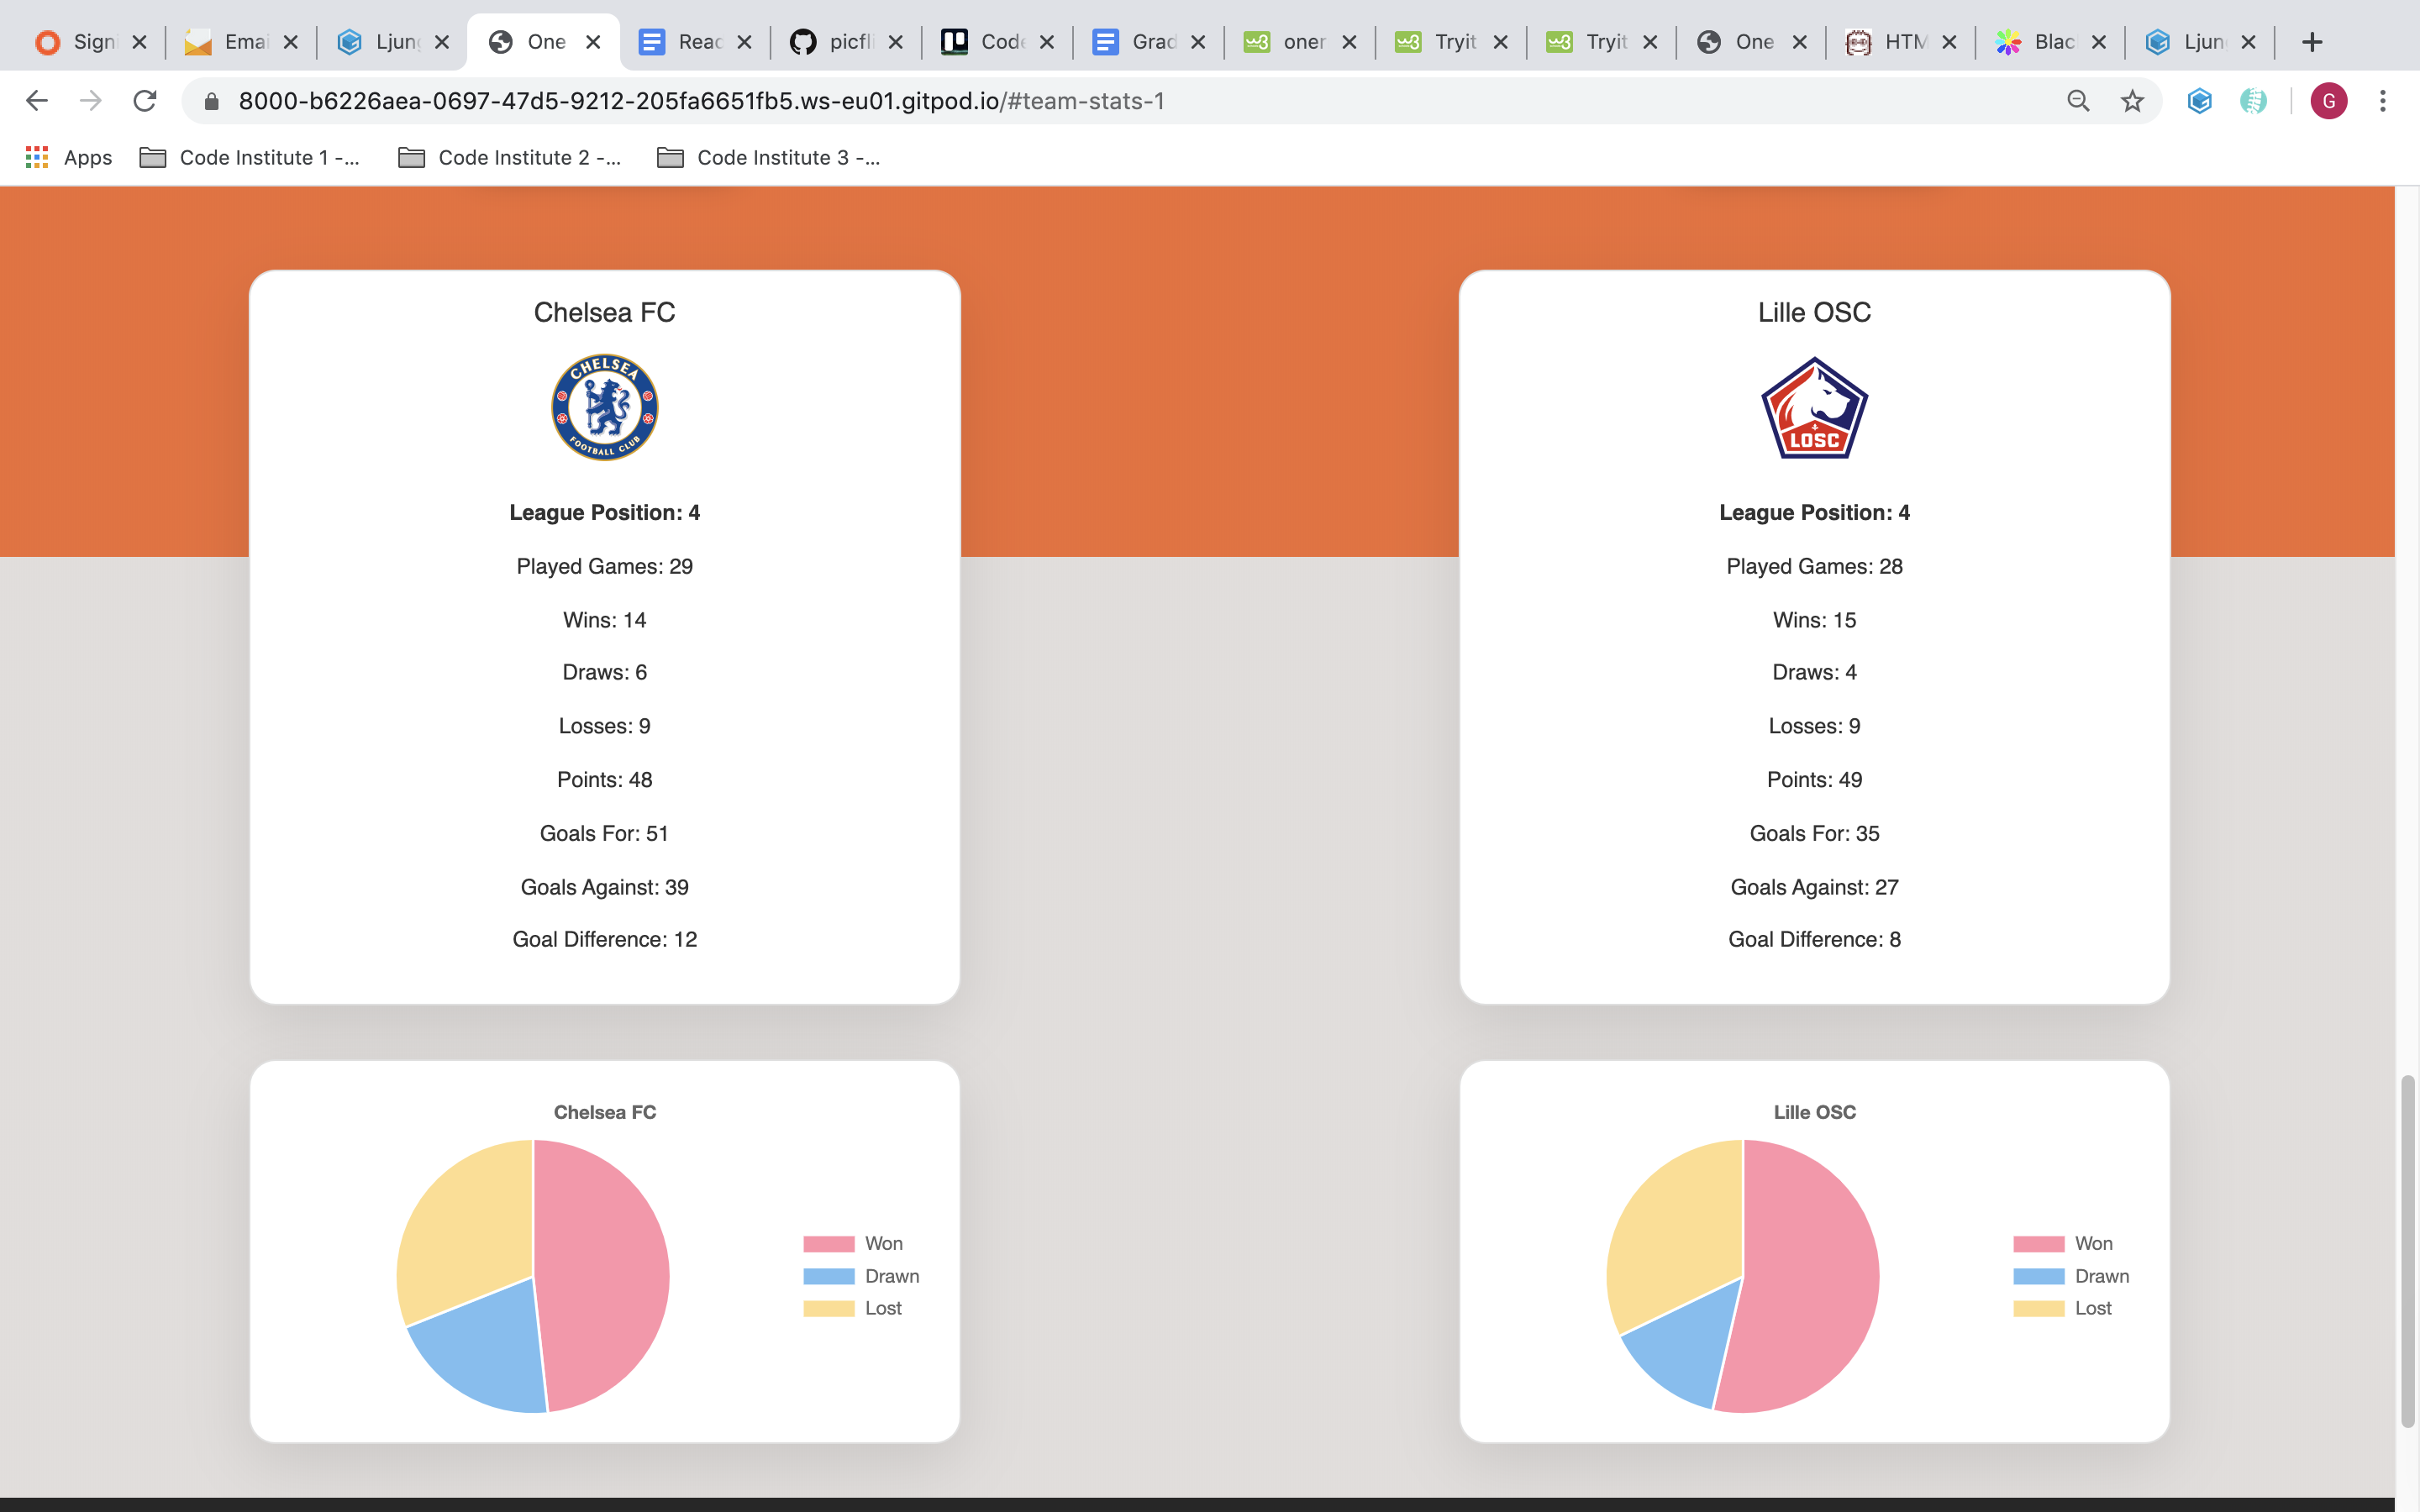 Signi Emai Ljung One Read picfli Code Grad oner Tryit Tryit One HTM Blac Ljun
8000-b6226aea-0697-47d5-9212-205fa6651fb5.ws-eu01.gitpod.io/#team-stats-1
G
Apps Code Institute 1 -... Code Institute 2 -... Code Institute 3 -...
Chelsea FC
CHELSEA
FOOTBALL CLUB
League Position: 4
Played Games: 29
Wins: 14
Draws: 6
Losses: 9
Points: 48
Goals For: 51
Goals Against: 39
Goal Difference: 12
Lille OSC
LOSC
League Position: 4
Played Games: 28
Wins: 15
Draws: 4
Losses: 9
Points: 49
Goals For: 35
Goals Against: 27
Goal Difference: 8
Chelsea FC
Won
Drawn
Lost
Lille OSC
Won
Drawn
Lost